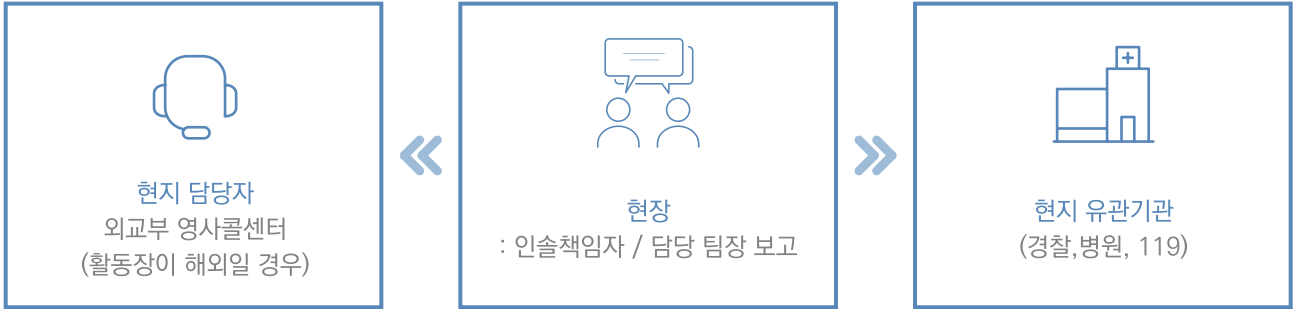 현지 담당자
외교부 영사콜센터
(활동장이 해외일 경우)
현장
: 인솔책임자 / 담당 팀장 보고
현지 유관기관
(경찰,병원, 119)